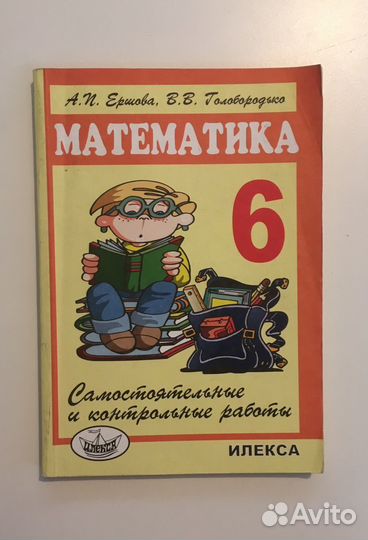 А.П. Ершова, В.В. Голобородько
МАТЕМАТИКА
6
Самостоятельные
и контрольные работы
илекса
ИЛЕКСА
Avito